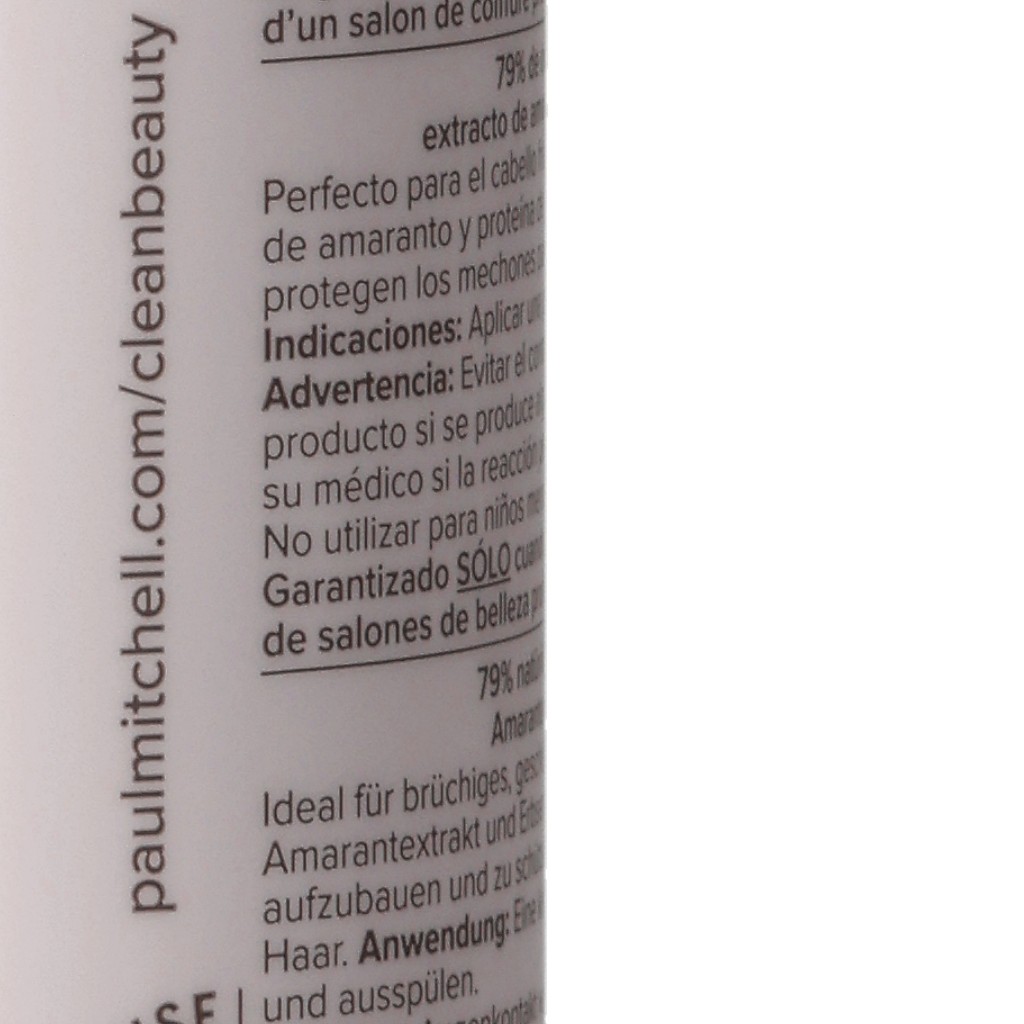 paulmitchell.com/cleanbeauty
d'un salon de coiffure
79% de
extracto de
Perfecto para el cabello
de amaranto y proteína
protegen los mechones
Indicaciones: Aplicar
Advertencia: Evitar el
producto si se produce
su médico si la reacción
No utilizar para niños
Garantizado SÓLO
de salones de belleza
79%
Ideal für brüchiges,
Amarantextrakt und
aufzubauen und zu
Haar. Anwendung: Eine
und ausspülen.